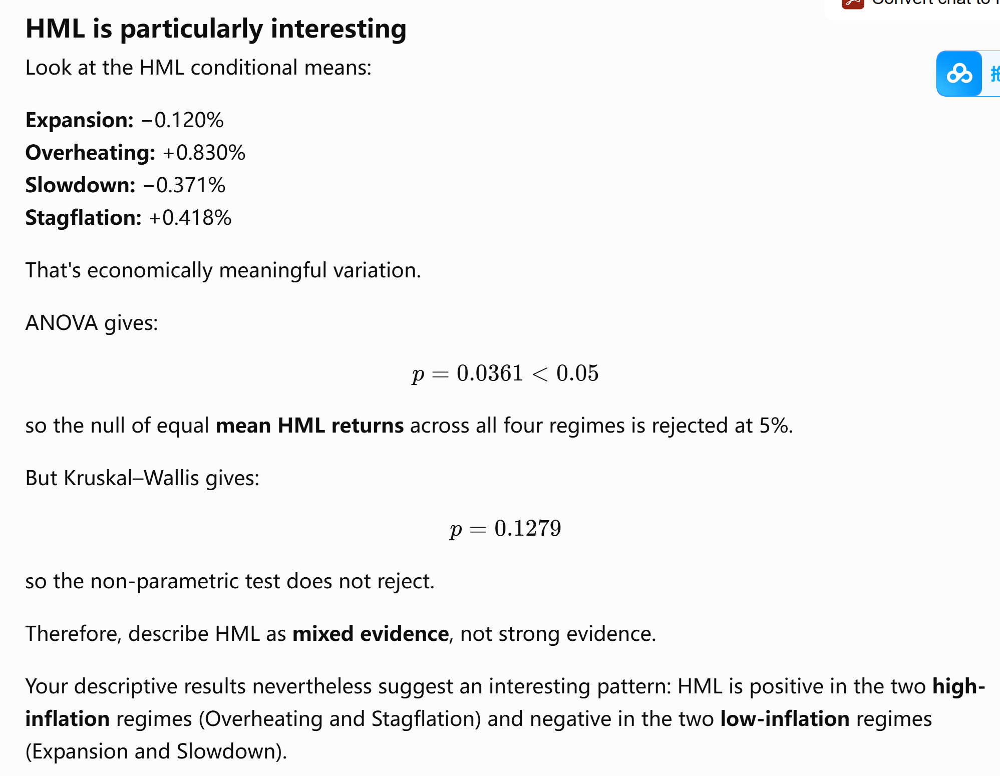 Convert chat to
HML is particularly interesting
Look at the HML conditional means:
Expansion: −0.120%
Overheating: +0.830%
Slowdown: −0.371%
Stagflation: +0.418%
That's economically meaningful variation.
ANOVA gives:
p = 0.0361 < 0.05
so the null of equal mean HML returns across all four regimes is rejected at 5%.
But Kruskal–Wallis gives:
p = 0.1279
so the non-parametric test does not reject.
Therefore, describe HML as mixed evidence, not strong evidence.
Your descriptive results nevertheless suggest an interesting pattern: HML is positive in the two high-
inflation regimes (Overheating and Stagflation) and negative in the two low-inflation regimes
(Expansion and Slowdown).